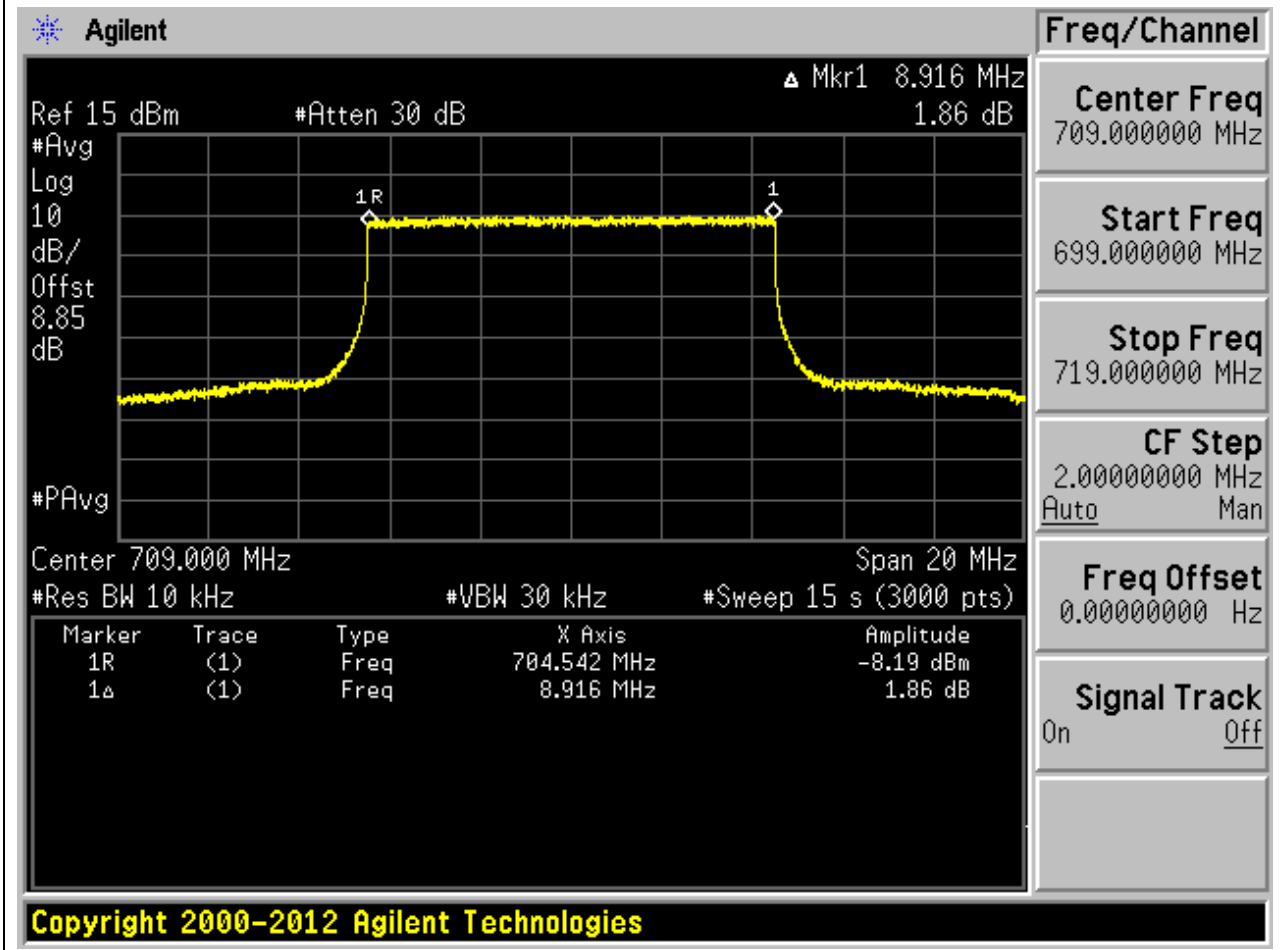 Agilent
Freq/Channel
Δ Mkr1 8.916 MHz
Ref 15 dBm #Atten 30 dB 1.86 dB
#Avg
Log
10
dB/
Offst
8.85
dB
1R
1
#PAvg
Center 709.000 MHz Span 20 MHz
#Res BW 10 kHz #VBW 30 kHz #Sweep 15 s (3000 pts)
Marker Trace Type X Axis Amplitude
1R (1) Freq 704.542 MHz -8.19 dBm
1Δ (1) Freq 8.916 MHz 1.86 dB
Center Freq
709.000000 MHz
Start Freq
699.000000 MHz
Stop Freq
719.000000 MHz
CF Step
2.00000000 MHz
Auto Man
Freq Offset
0.00000000 Hz
Signal Track
On Off
Copyright 2000-2012 Agilent Technologies